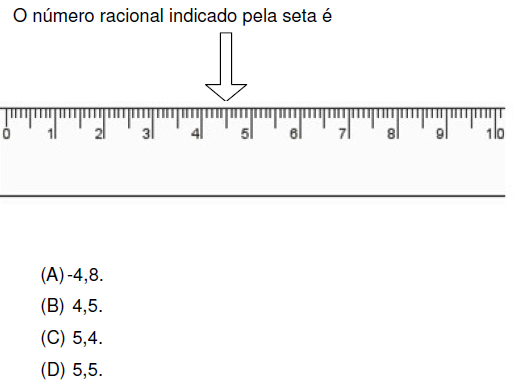 O número racional indicado pela seta é
0 1 2 3 4 5 6 7 8 9 10
(A) -4,8.
(B) 4,5.
(C) 5,4.
(D) 5,5.